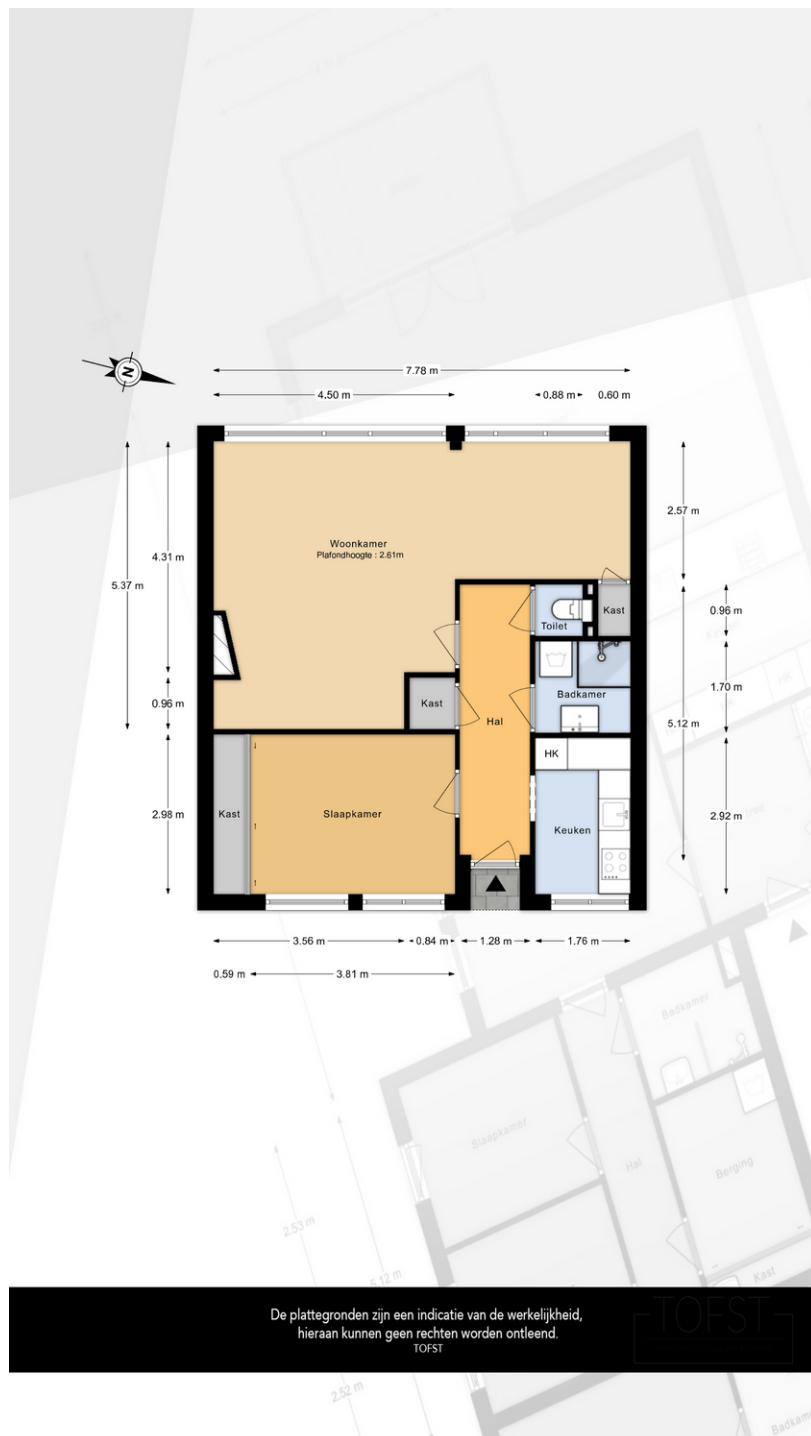 7.78 m
4.50 m
0.88 m
0.60 m
N
5.37 m
4.31 m
0.96 m
2.98 m
2.57 m
5.12 m
0.96 m
1.70 m
2.92 m
Woonkamer
Plafondhoogte : 2.61m
Toilet
Kast
Badkamer
Kast
Hal
HK
Kast
Slaapkamer
Keuken
3.56 m
0.84 m
1.28 m
1.76 m
0.59 m
3.81 m
Badkamer
Slaapkamer
Hal
Berging
Kast
2.53 m
5.12 m
HK
De plattegronden zijn een indicatie van de werkelijkheid,
hieraan kunnen geen rechten worden ontleend.
TOFST
TOFST
2.52 m
Badkamer